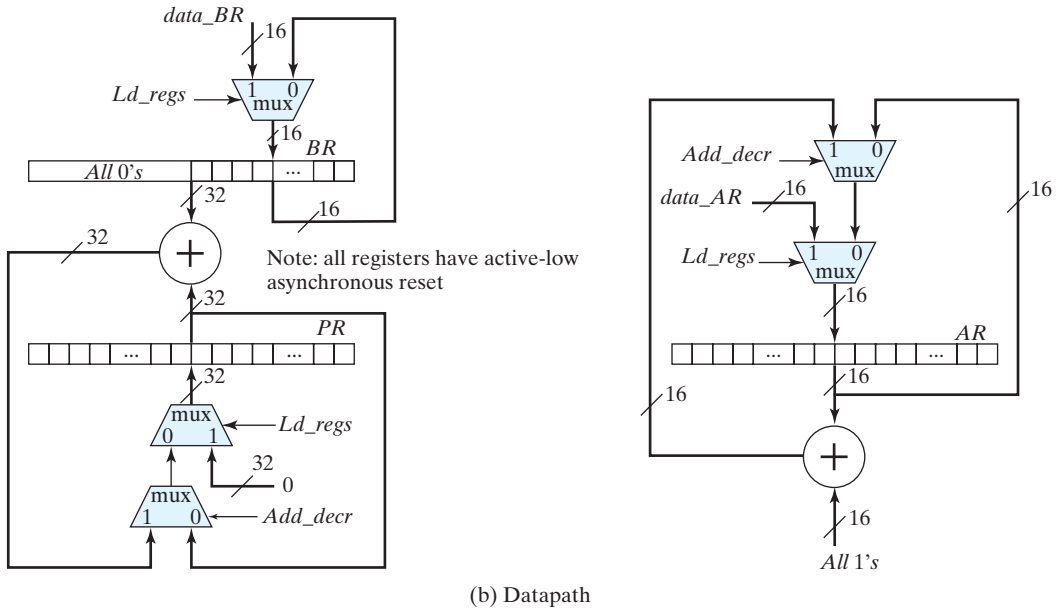 data_BR
16
1 0
mux
Ld_regs
16
BR
All 0's
...
32
16
32
+
Note: all registers have active-low
asynchronous reset
32
PR
...
...
32
mux
0 1
Ld_regs
32
0
mux
1 0
Add_decr
1 0
mux
Add_decr
16
data_AR
16
1 0
mux
Ld_regs
16
AR
...
...
16
16
+
16
All 1's
(b) Datapath